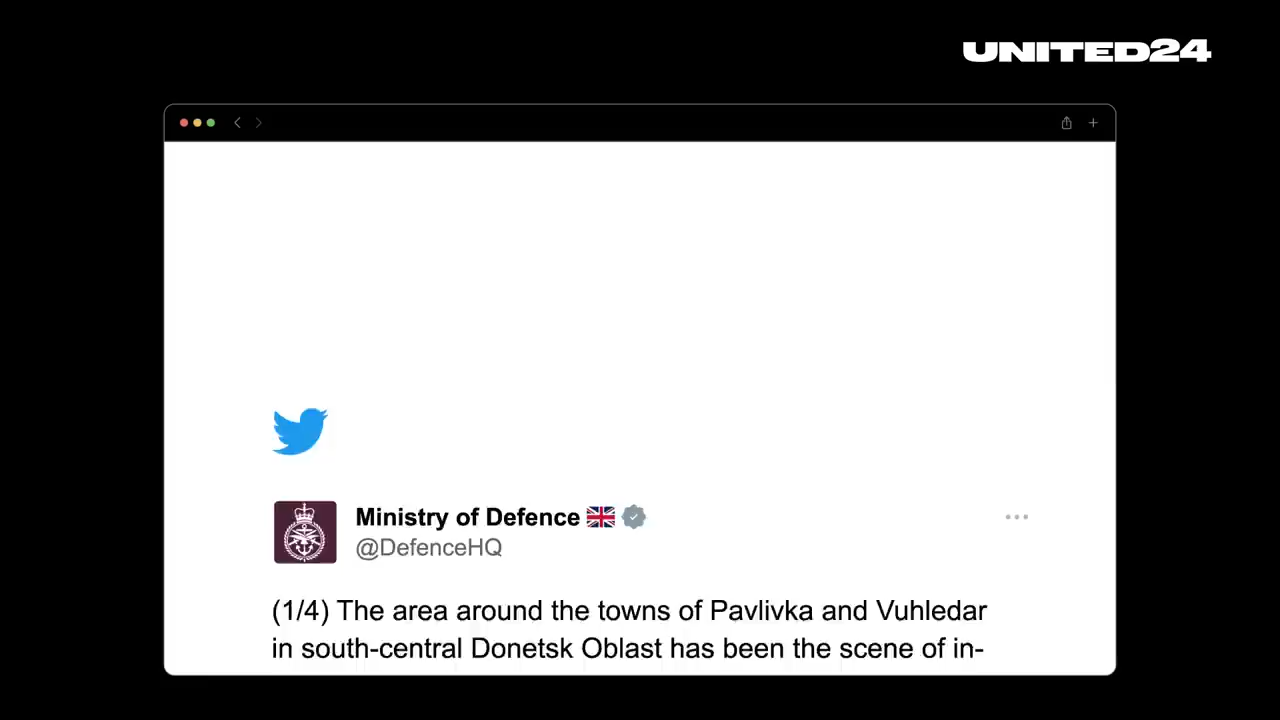 UNITED24
Ministry of Defence
@DefenceHQ
(1/4) The area around the towns of Pavlivka and Vuhledar
in south-central Donetsk Oblast has been the scene of in-